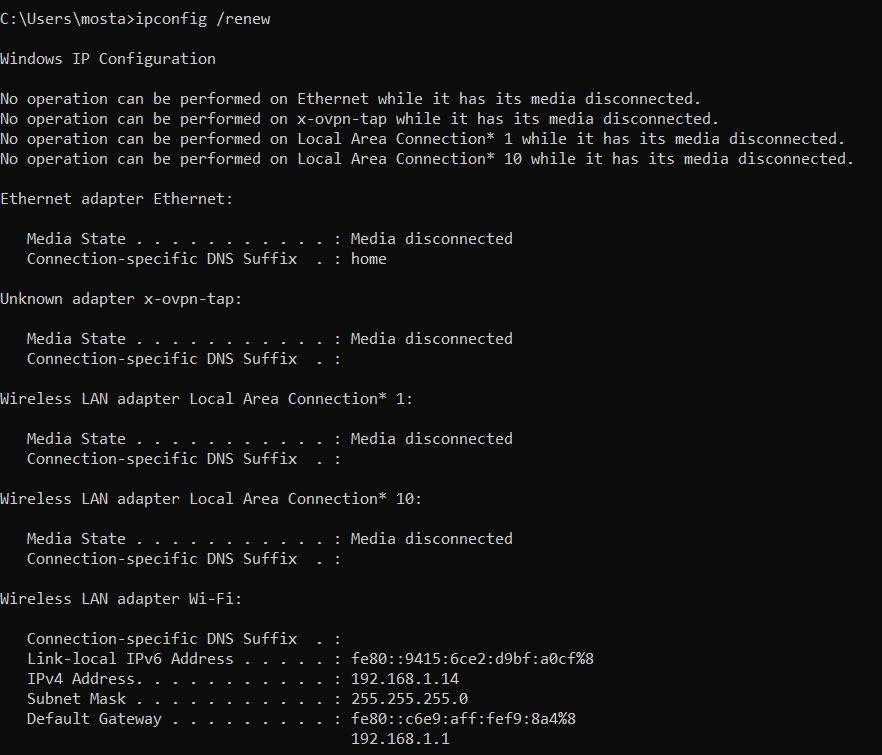 C:\Users\mosta>ipconfig /renew
Windows IP Configuration
No operation can be performed on Ethernet while it has its media disconnected.
No operation can be performed on x-ovpn-tap while it has its media disconnected.
No operation can be performed on Local Area Connection* 1 while it has its media disconnected.
No operation can be performed on Local Area Connection* 10 while it has its media disconnected.
Ethernet adapter Ethernet:
   Media State . . . . . . . . . . . : Media disconnected
   Connection-specific DNS Suffix  . : home
Unknown adapter x-ovpn-tap:
   Media State . . . . . . . . . . . : Media disconnected
   Connection-specific DNS Suffix  . :
Wireless LAN adapter Local Area Connection* 1:
   Media State . . . . . . . . . . . : Media disconnected
   Connection-specific DNS Suffix  . :
Wireless LAN adapter Local Area Connection* 10:
   Media State . . . . . . . . . . . : Media disconnected
   Connection-specific DNS Suffix  . :
Wireless LAN adapter Wi-Fi:
   Connection-specific DNS Suffix  . :
   Link-local IPv6 Address . . . . . : fe80::9415:6ce2:d9bf:a0cf%8
   IPv4 Address. . . . . . . . . . . : 192.168.1.14
   Subnet Mask . . . . . . . . . . . : 255.255.255.0
   Default Gateway . . . . . . . . . : fe80::c6e9:aff:fef9:8a4%8
                                       192.168.1.1